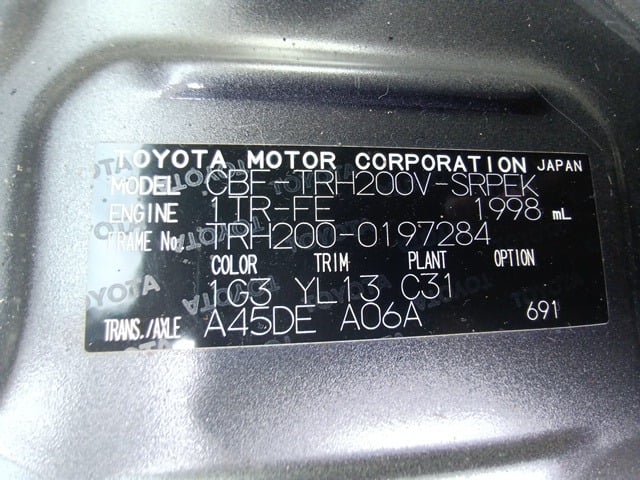 TOYOTA MOTOR CORPORATION JAPAN
MODEL CBF-TRH200V-SRPEK
ENGINE 1TR-FE 1998 mL
FRAME No. TRH200-0197284
COLOR TRIM PLANT OPTION
1G3 YL13 C31
TRANS./AXLE A45DE A06A 691